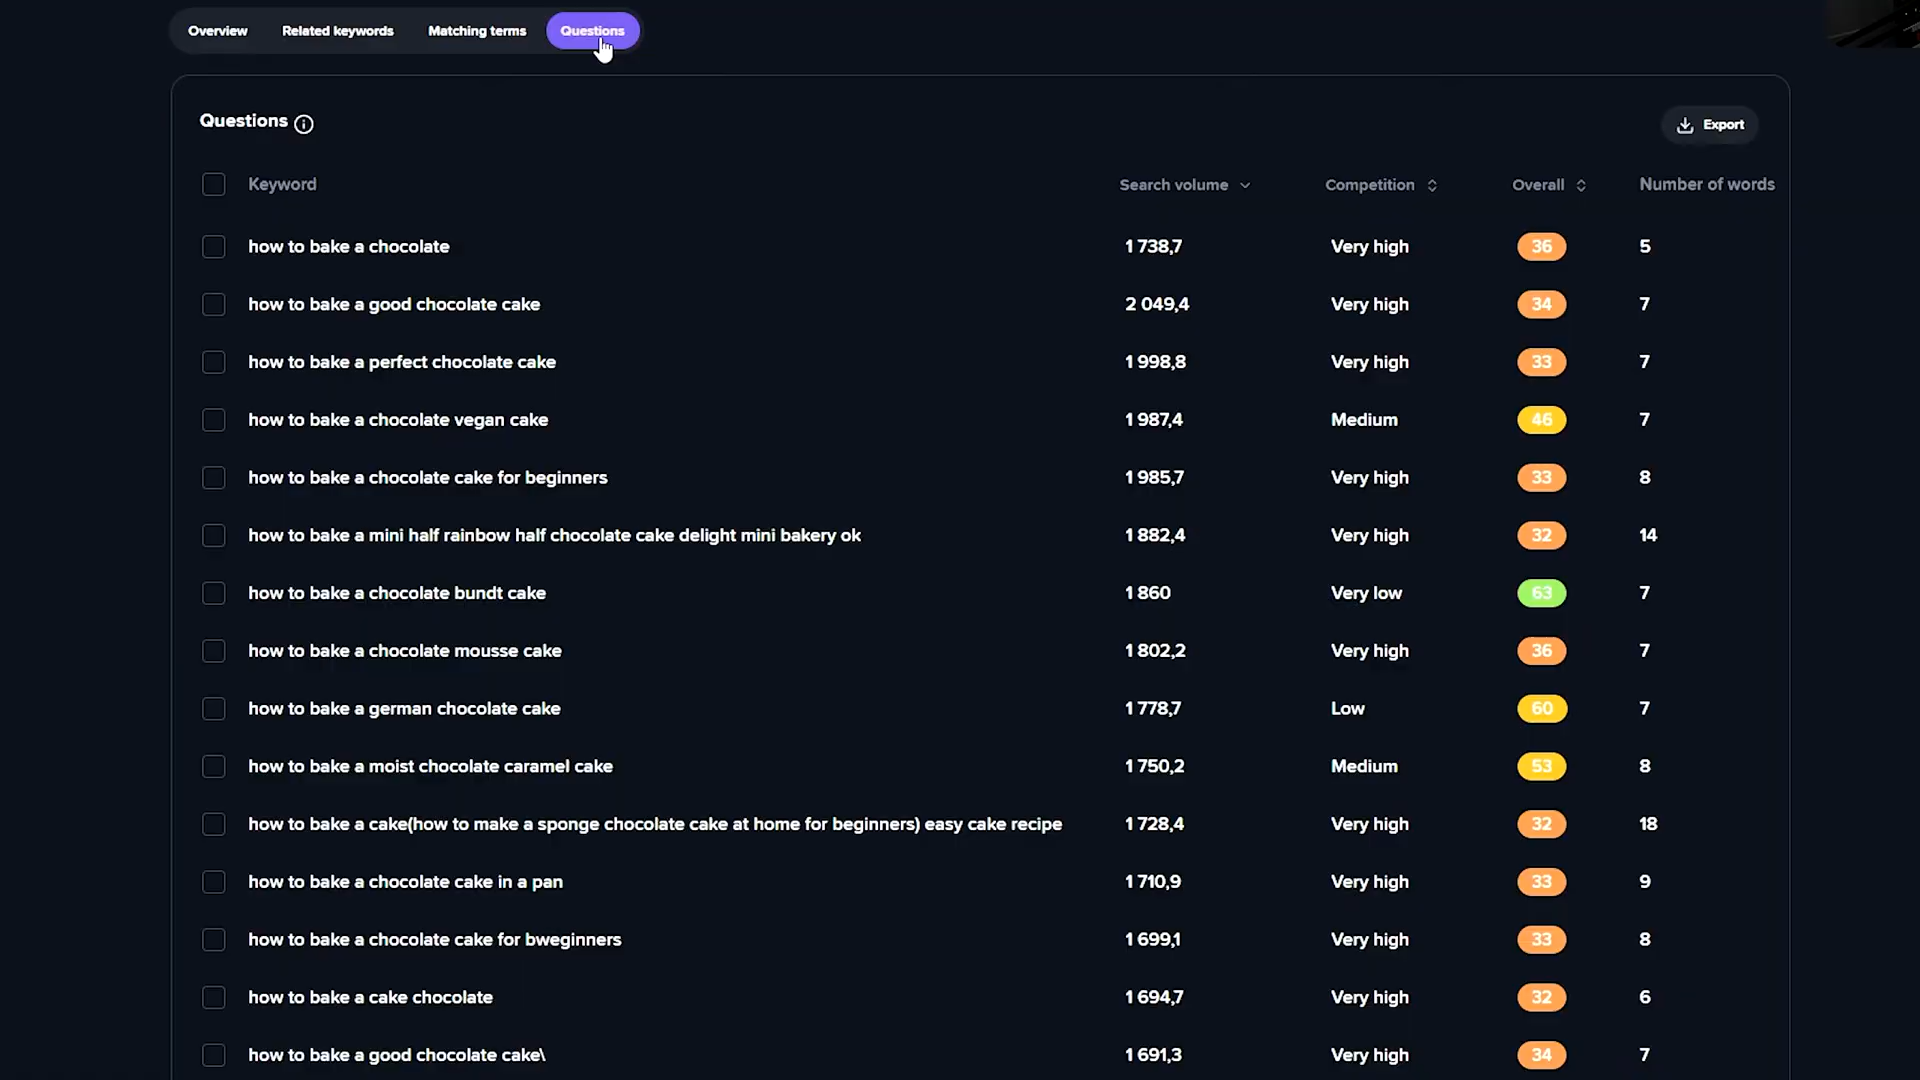 Overview Related keywords Matching terms Questions
Questions
Export
Keyword Search volume Competition Overall Number of words
how to bake a chocolate 1 738,7 Very high 36 5
how to bake a good chocolate cake 2 049,4 Very high 34 7
how to bake a perfect chocolate cake 1 998,8 Very high 33 7
how to bake a chocolate vegan cake 1 987,4 Medium 46 7
how to bake a chocolate cake for beginners 1 985,7 Very high 33 8
how to bake a mini half rainbow half chocolate cake delight mini bakery ok 1 882,4 Very high 32 14
how to bake a chocolate bundt cake 1 860 Very low 63 7
how to bake a chocolate mousse cake 1 802,2 Very high 36 7
how to bake a german chocolate cake 1 778,7 Low 60 7
how to bake a moist chocolate caramel cake 1 750,2 Medium 53 8
how to bake a cake(how to make a sponge chocolate cake at home for beginners) easy cake recipe 1 728,4 Very high 32 18
how to bake a chocolate cake in a pan 1 710,9 Very high 33 9
how to bake a chocolate cake for bweginners 1 699,1 Very high 33 8
how to bake a cake chocolate 1 694,7 Very high 32 6
how to bake a good chocolate cake\ 1 691,3 Very high 34 7